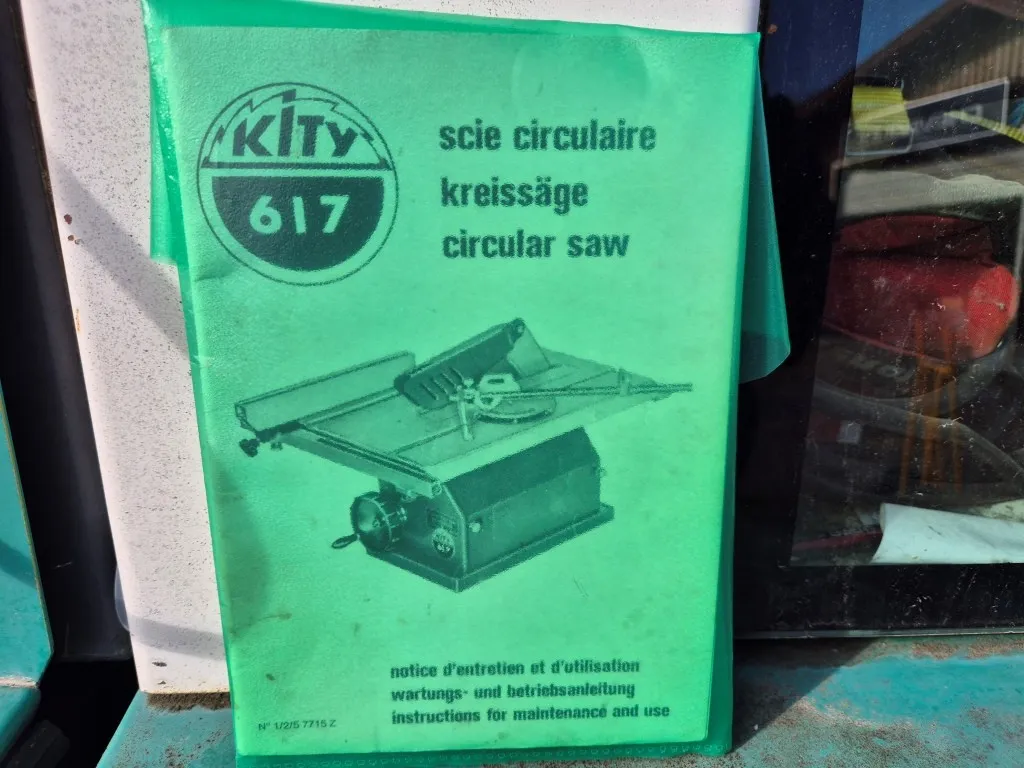 KITY
617
scie circulaire
kreissäge
circular saw
notice d'entretien et d'utilisation
wartungs- und betriebsanleitung
instructions for maintenance and use
N° 1/2/5 7715 Z